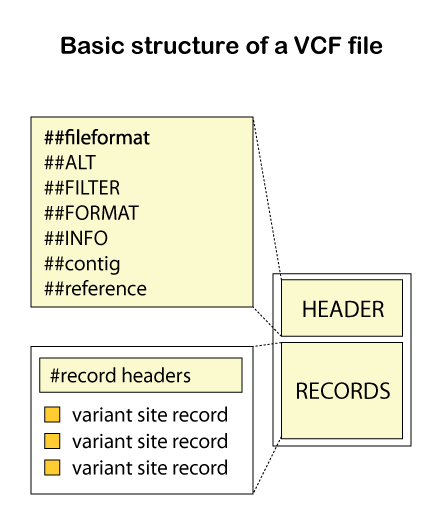 Basic structure of a VCF file
##fileformat
##ALT
##FILTER
##FORMAT
##INFO
##contig
##reference
HEADER
#record headers
variant site record
variant site record
variant site record
RECORDS